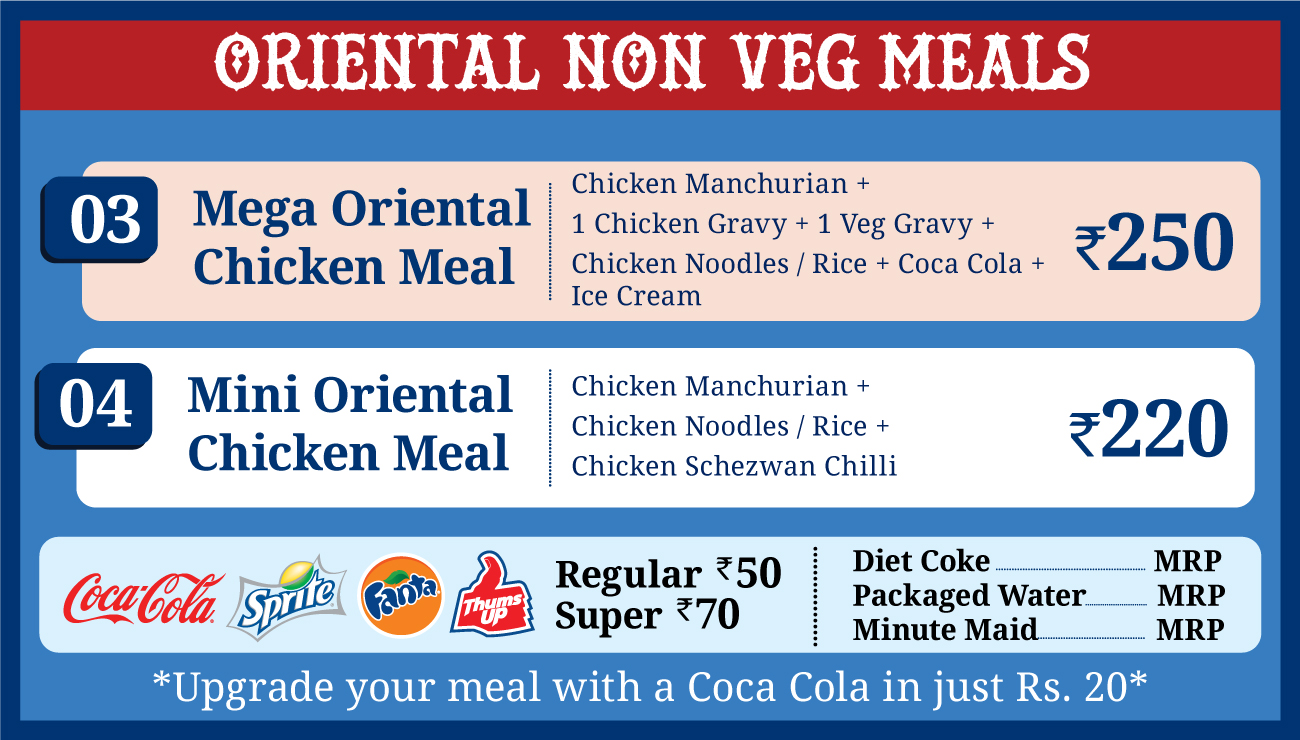 ORIENTAL NON VEG MEALS
03
Mega Oriental
Chicken Meal
Chicken Manchurian +
1 Chicken Gravy + 1 Veg Gravy +
Chicken Noodles / Rice + Coca Cola +
Ice Cream
₹250
04
Mini Oriental
Chicken Meal
Chicken Manchurian +
Chicken Noodles / Rice +
Chicken Schezwan Chilli
₹220
Coca-Cola
Sprite
Fanta
Thums
Up
Regular ₹50
Super ₹70
Diet Coke MRP
Packaged Water MRP
Minute Maid MRP
*Upgrade your meal with a Coca Cola in just Rs. 20*